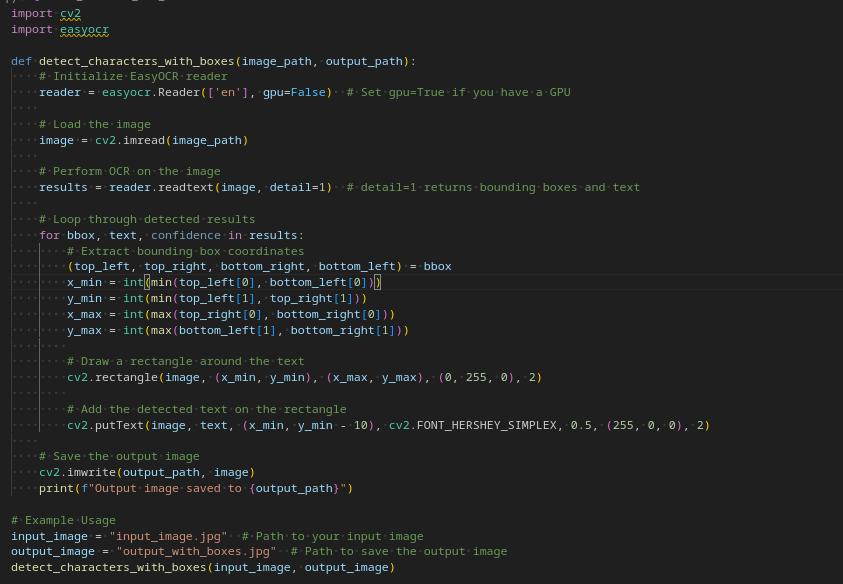 import cv2
import easyocr
def detect_characters_with_boxes(image_path, output_path):
# Initialize EasyOCR reader
reader = easyocr.Reader(['en'], gpu=False)  # Set gpu=True if you have a GPU
# Load the image
image = cv2.imread(image_path)
# Perform OCR on the image
results = reader.readtext(image, detail=1)  # detail=1 returns bounding boxes and text
# Loop through detected results
for bbox, text, confidence in results:
# Extract bounding box coordinates
(top_left, top_right, bottom_right, bottom_left) = bbox
x_min = int(min(top_left[0], bottom_left[0]))
y_min = int(min(top_left[1], top_right[1]))
x_max = int(max(top_right[0], bottom_right[0]))
y_max = int(max(bottom_left[1], bottom_right[1]))
# Draw a rectangle around the text
cv2.rectangle(image, (x_min, y_min), (x_max, y_max), (0, 255, 0), 2)
# Add the detected text on the rectangle
cv2.putText(image, text, (x_min, y_min - 10), cv2.FONT_HERSHEY_SIMPLEX, 0.5, (255, 0, 0), 2)
# Save the output image
cv2.imwrite(output_path, image)
print(f"Output image saved to {output_path}")
# Example Usage
input_image = "input_image.jpg"  # Path to your input image
output_image = "output_with_boxes.jpg"  # Path to save the output image
detect_characters_with_boxes(input_image, output_image)